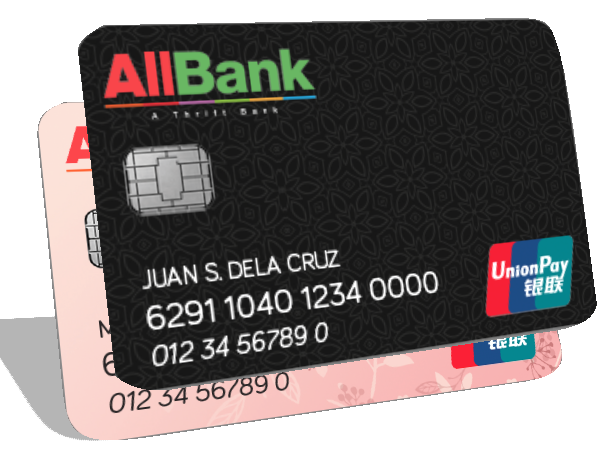 AllBank
A Thrift Bank
JUAN S. DELA CRUZ
6291 1040 1234 0000
012 34 56789 0
UnionPay
银联
A
M
6
012 34 56789 0
银联